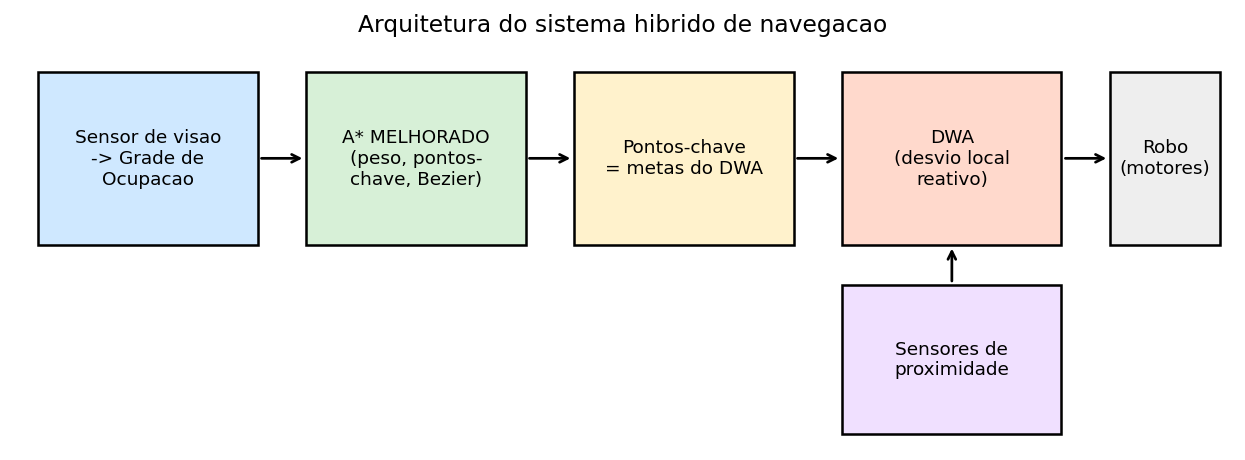 Arquitetura do sistema hibrido de navegacao
Sensor de visao
-> Grade de
Ocupacao
A* MELHORADO
(peso, pontos-
chave, Bezier)
Pontos-chave
= metas do DWA
DWA
(desvio local
reativo)
Robo
(motores)
Sensores de
proximidade